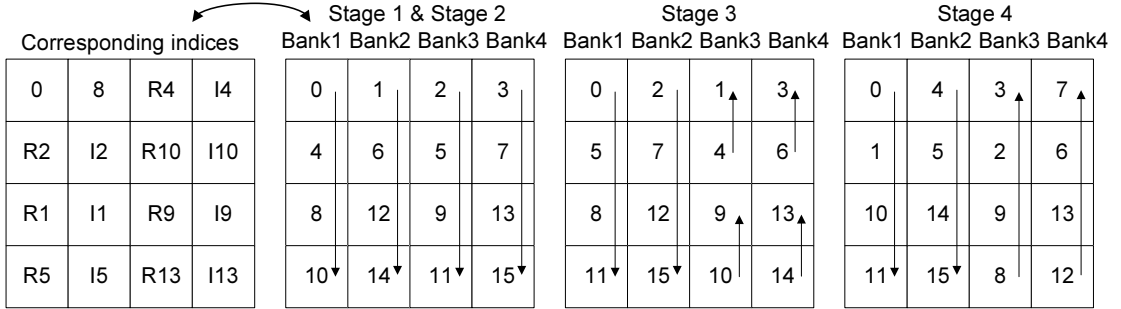 Stage 1 & Stage 2 Stage 3 Stage 4
Corresponding indices Bank1 Bank2 Bank3 Bank4 Bank1 Bank2 Bank3 Bank4 Bank1 Bank2 Bank3 Bank4
0 8 R4 I4 0 1 2 3 0 2 1 3 0 4 3 7
R2 I2 R10 I10 4 6 5 7 5 7 4 6 1 5 2 6
R1 I1 R9 I9 8 12 9 13 8 12 9 13 10 14 9 13
R5 I5 R13 I13 10 14 11 15 11 15 10 14 11 15 8 12